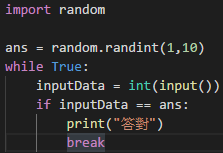 import random
ans = random.randint(1,10)
while True:
    inputData = int(input())
    if inputData == ans:
        print("答對")
        break